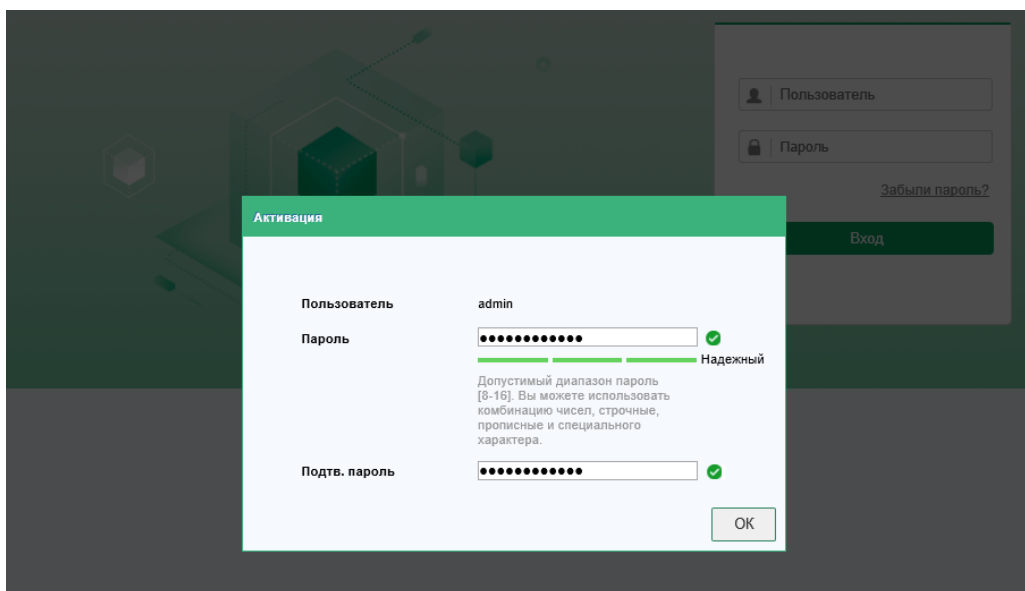 Пользователь
Пароль
Забыли пароль?
Вход
Активация
Пользователь
admin
Пароль
●●●●●●●●●●●●
Надежный
Допустимый диапазон пароль
[8-16]. Вы можете использовать
комбинацию чисел, строчные,
прописные и специального
характера.
Подтв. пароль
●●●●●●●●●●●●
OK